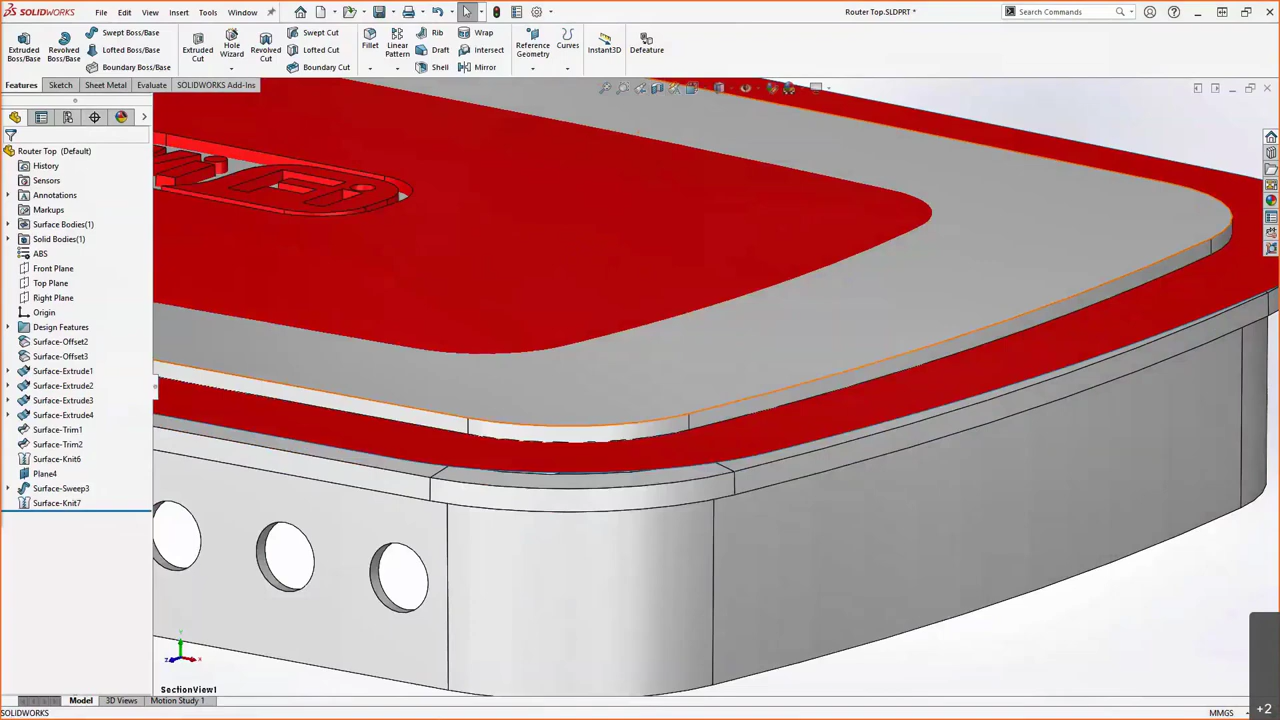 SOLIDWORKS
File
Edit
View
Insert
Tools
Window
Router Top.SLDPRT *
Search Commands
Extruded Boss/Base
Revolved Boss/Base
Swept Boss/Base
Lofted Boss/Base
Boundary Boss/Base
Extruded Cut
Hole Wizard
Revolved Cut
Swept Cut
Lofted Cut
Boundary Cut
Fillet
Linear Pattern
Rib
Draft
Shell
Wrap
Intersect
Mirror
Reference Geometry
Curves
Instant3D
Defeature
Features
Sketch
Sheet Metal
Evaluate
SOLIDWORKS Add-Ins
Router Top (Default)
History
Sensors
Annotations
Markups
Surface Bodies(1)
Solid Bodies(1)
ABS
Front Plane
Top Plane
Right Plane
Origin
Design Features
Surface-Offset2
Surface-Offset3
Surface-Extrude1
Surface-Extrude2
Surface-Extrude3
Surface-Extrude4
Surface-Trim1
Surface-Trim2
Surface-Knit6
Plane4
Surface-Sweep3
Surface-Knit7
Y
Z
X
SectionView1
Model
3D Views
Motion Study 1
SOLIDWORKS
MMGS
+2